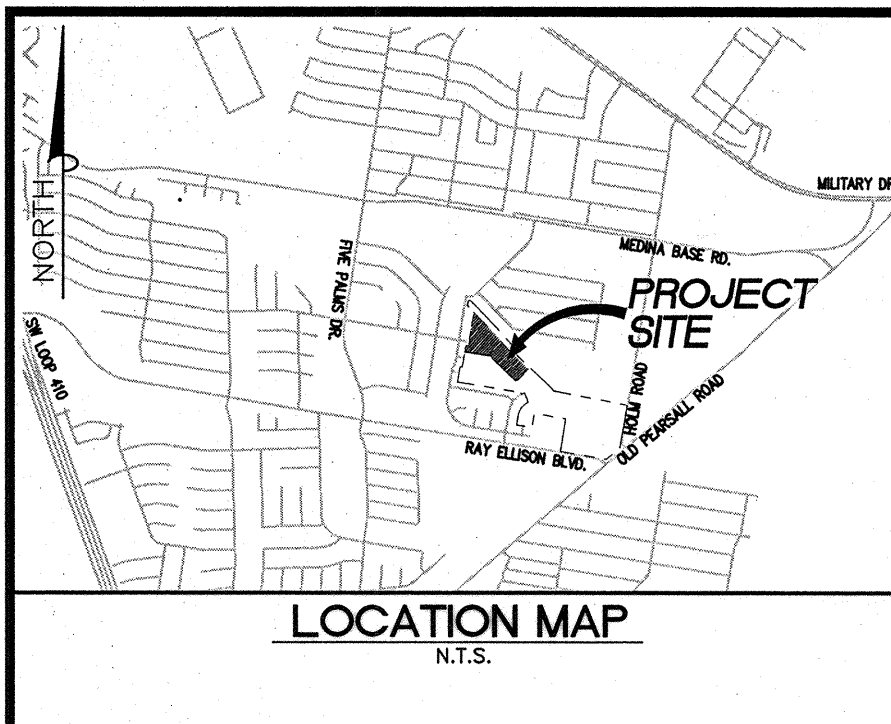 NORTH
MILITARY DR
MEDINA BASE RD.
FIVE PALMS DR.
PROJECT
SITE
SW LOOP 410
HOLM ROAD
OLD PEARSALL ROAD
RAY ELLISON BLVD.
LOCATION MAP
N.T.S.